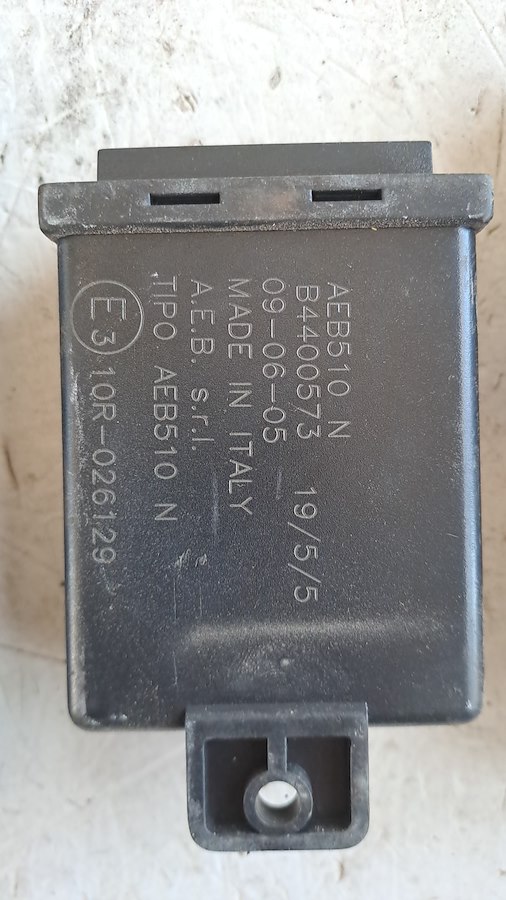 AEB510 N
B4400573 19/5/5
09-06-05
MADE IN ITALY
A.E.B. s.r.l.
TIPO AEB510 N
E3 10R-026129